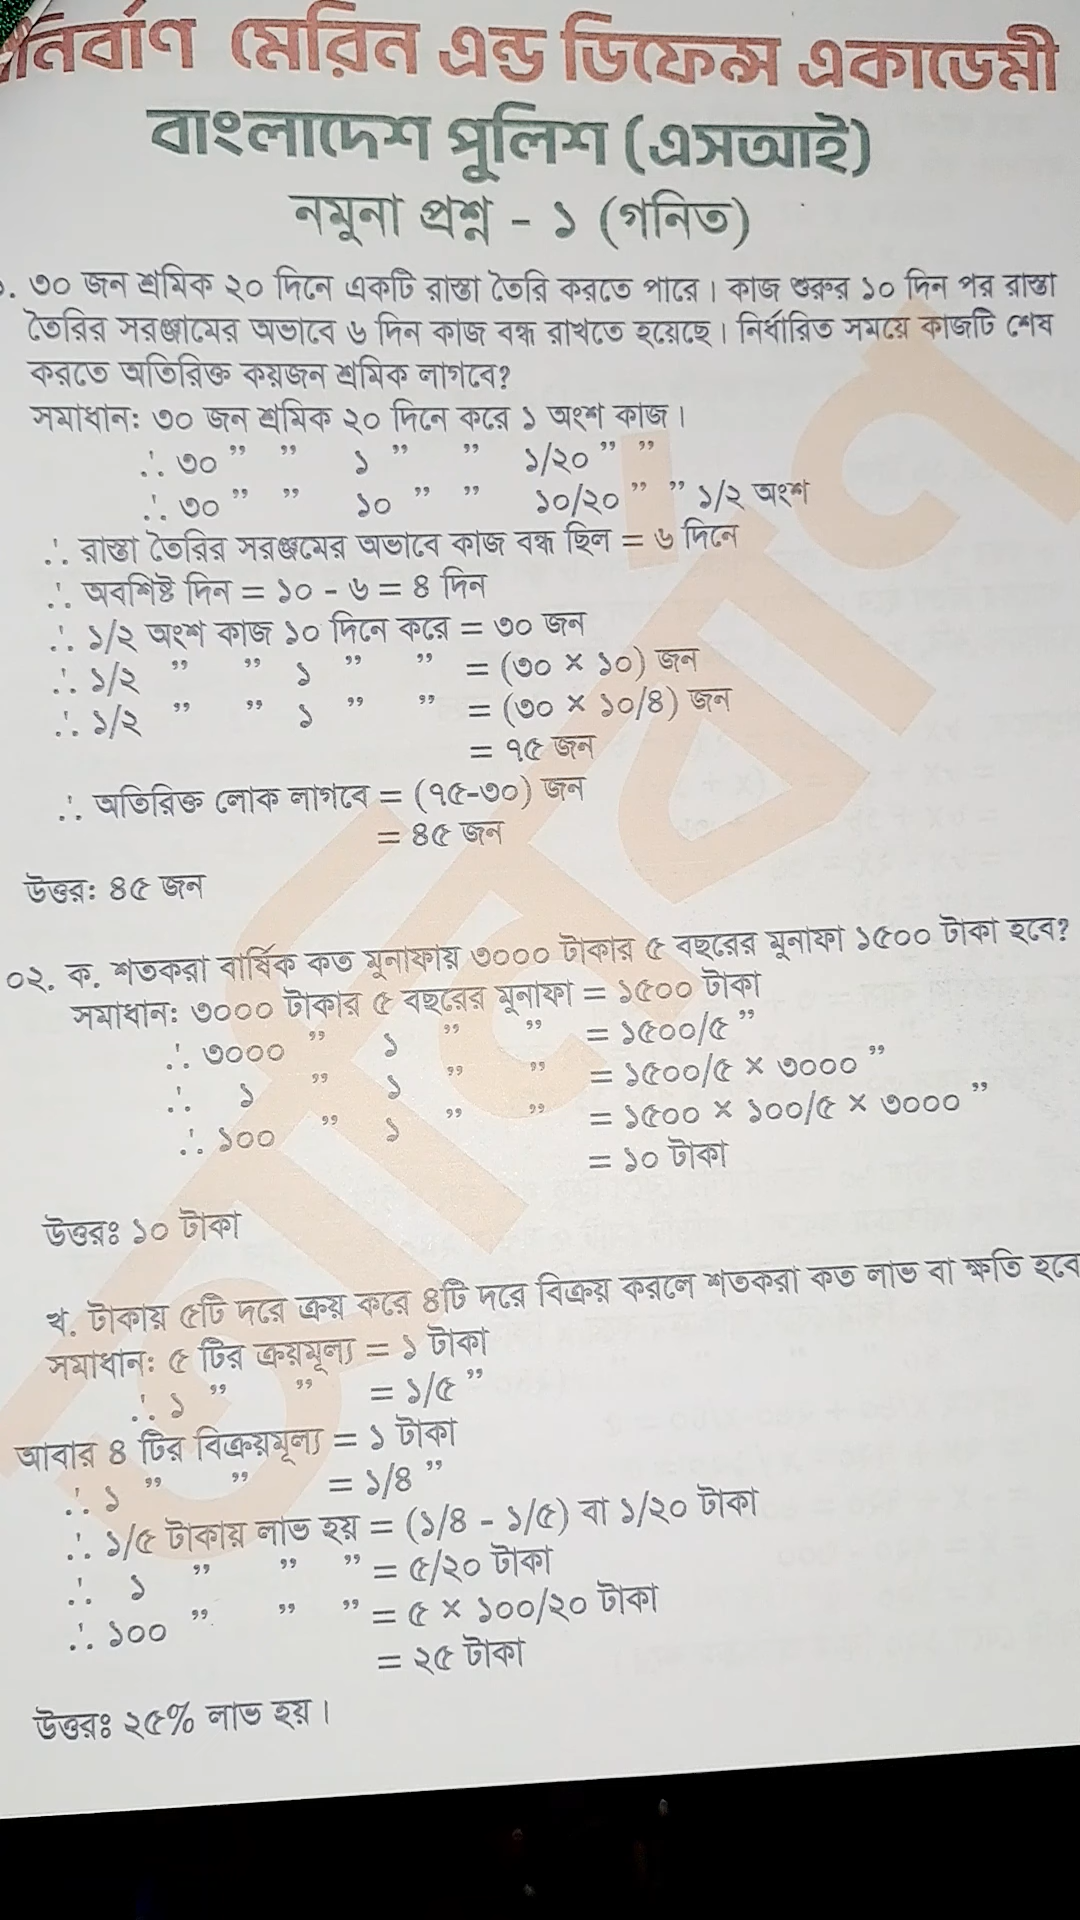 নির্বাণ মেরিন এন্ড ডিফেন্স একাডেমী
বাংলাদেশ পুলিশ (এসআই)
নমুনা প্রশ্ন - ১ (গনিত)
. ৩০ জন শ্রমিক ২০ দিনে একটি রাস্তা তৈরি করতে পারে। কাজ শুরুর ১০ দিন পর রাস্তা
তৈরির সরঞ্জামের অভাবে ৬ দিন কাজ বন্ধ রাখতে হয়েছে। নির্ধারিত সময়ে কাজটি শেষ
করতে অতিরিক্ত কয়জন শ্রমিক লাগবে?
সমাধান: ৩০ জন শ্রমিক ২০ দিনে করে ১ অংশ কাজ।
∴ ৩০ ” ” ১ ” ” ১/২০ ” ”
∴ ৩০ ” ” ১০ ” ” ১০/২০ ” ” ১/২ অংশ
∴ রাস্তা তৈরির সরঞ্জমের অভাবে কাজ বন্ধ ছিল = ৬ দিনে
∴ অবশিষ্ট দিন = ১০ - ৬ = ৪ দিন
∴ ১/২ অংশ কাজ ১০ দিনে করে = ৩০ জন
∴ ১/২ ” ” ১ ” ” = (৩০ × ১০) জন
∴ ১/২ ” ” ১ ” ” = (৩০ × ১০/৪) জন
= ৭৫ জন
∴ অতিরিক্ত লোক লাগবে = (৭৫-৩০) জন
= ৪৫ জন
উত্তর: ৪৫ জন
০২. ক. শতকরা বার্ষিক কত মুনাফায় ৩০০০ টাকার ৫ বছরের মুনাফা ১৫০০ টাকা হবে?
সমাধান: ৩০০০ টাকার ৫ বছরের মুনাফা = ১৫০০ টাকা
∴ ৩০০০ ” ১ ” ” = ১৫০০/৫ ”
∴ ১ ” ১ ” ” = ১৫০০/৫ × ৩০০০ ”
∴ ১০০ ” ১ ” ” = ১৫০০ × ১০০/৫ × ৩০০০ ”
= ১০ টাকা
উত্তরঃ ১০ টাকা
খ. টাকায় ৫টি দরে ক্রয় করে ৪টি দরে বিক্রয় করলে শতকরা কত লাভ বা ক্ষতি হবে
সমাধান: ৫ টির ক্রয়মূল্য = ১ টাকা
∴ ১ ” ” = ১/৫ ”
আবার ৪ টির বিক্রয়মূল্য = ১ টাকা
∴ ১ ” ” = ১/৪ ”
∴ ১/৫ টাকায় লাভ হয় = (১/৪ - ১/৫) বা ১/২০ টাকা
∴ ১ ” ” ” = ৫/২০ টাকা
∴ ১০০ ” ” ” = ৫ × ১০০/২০ টাকা
= ২৫ টাকা
উত্তরঃ ২৫% লাভ হয়।
নির্বাণ